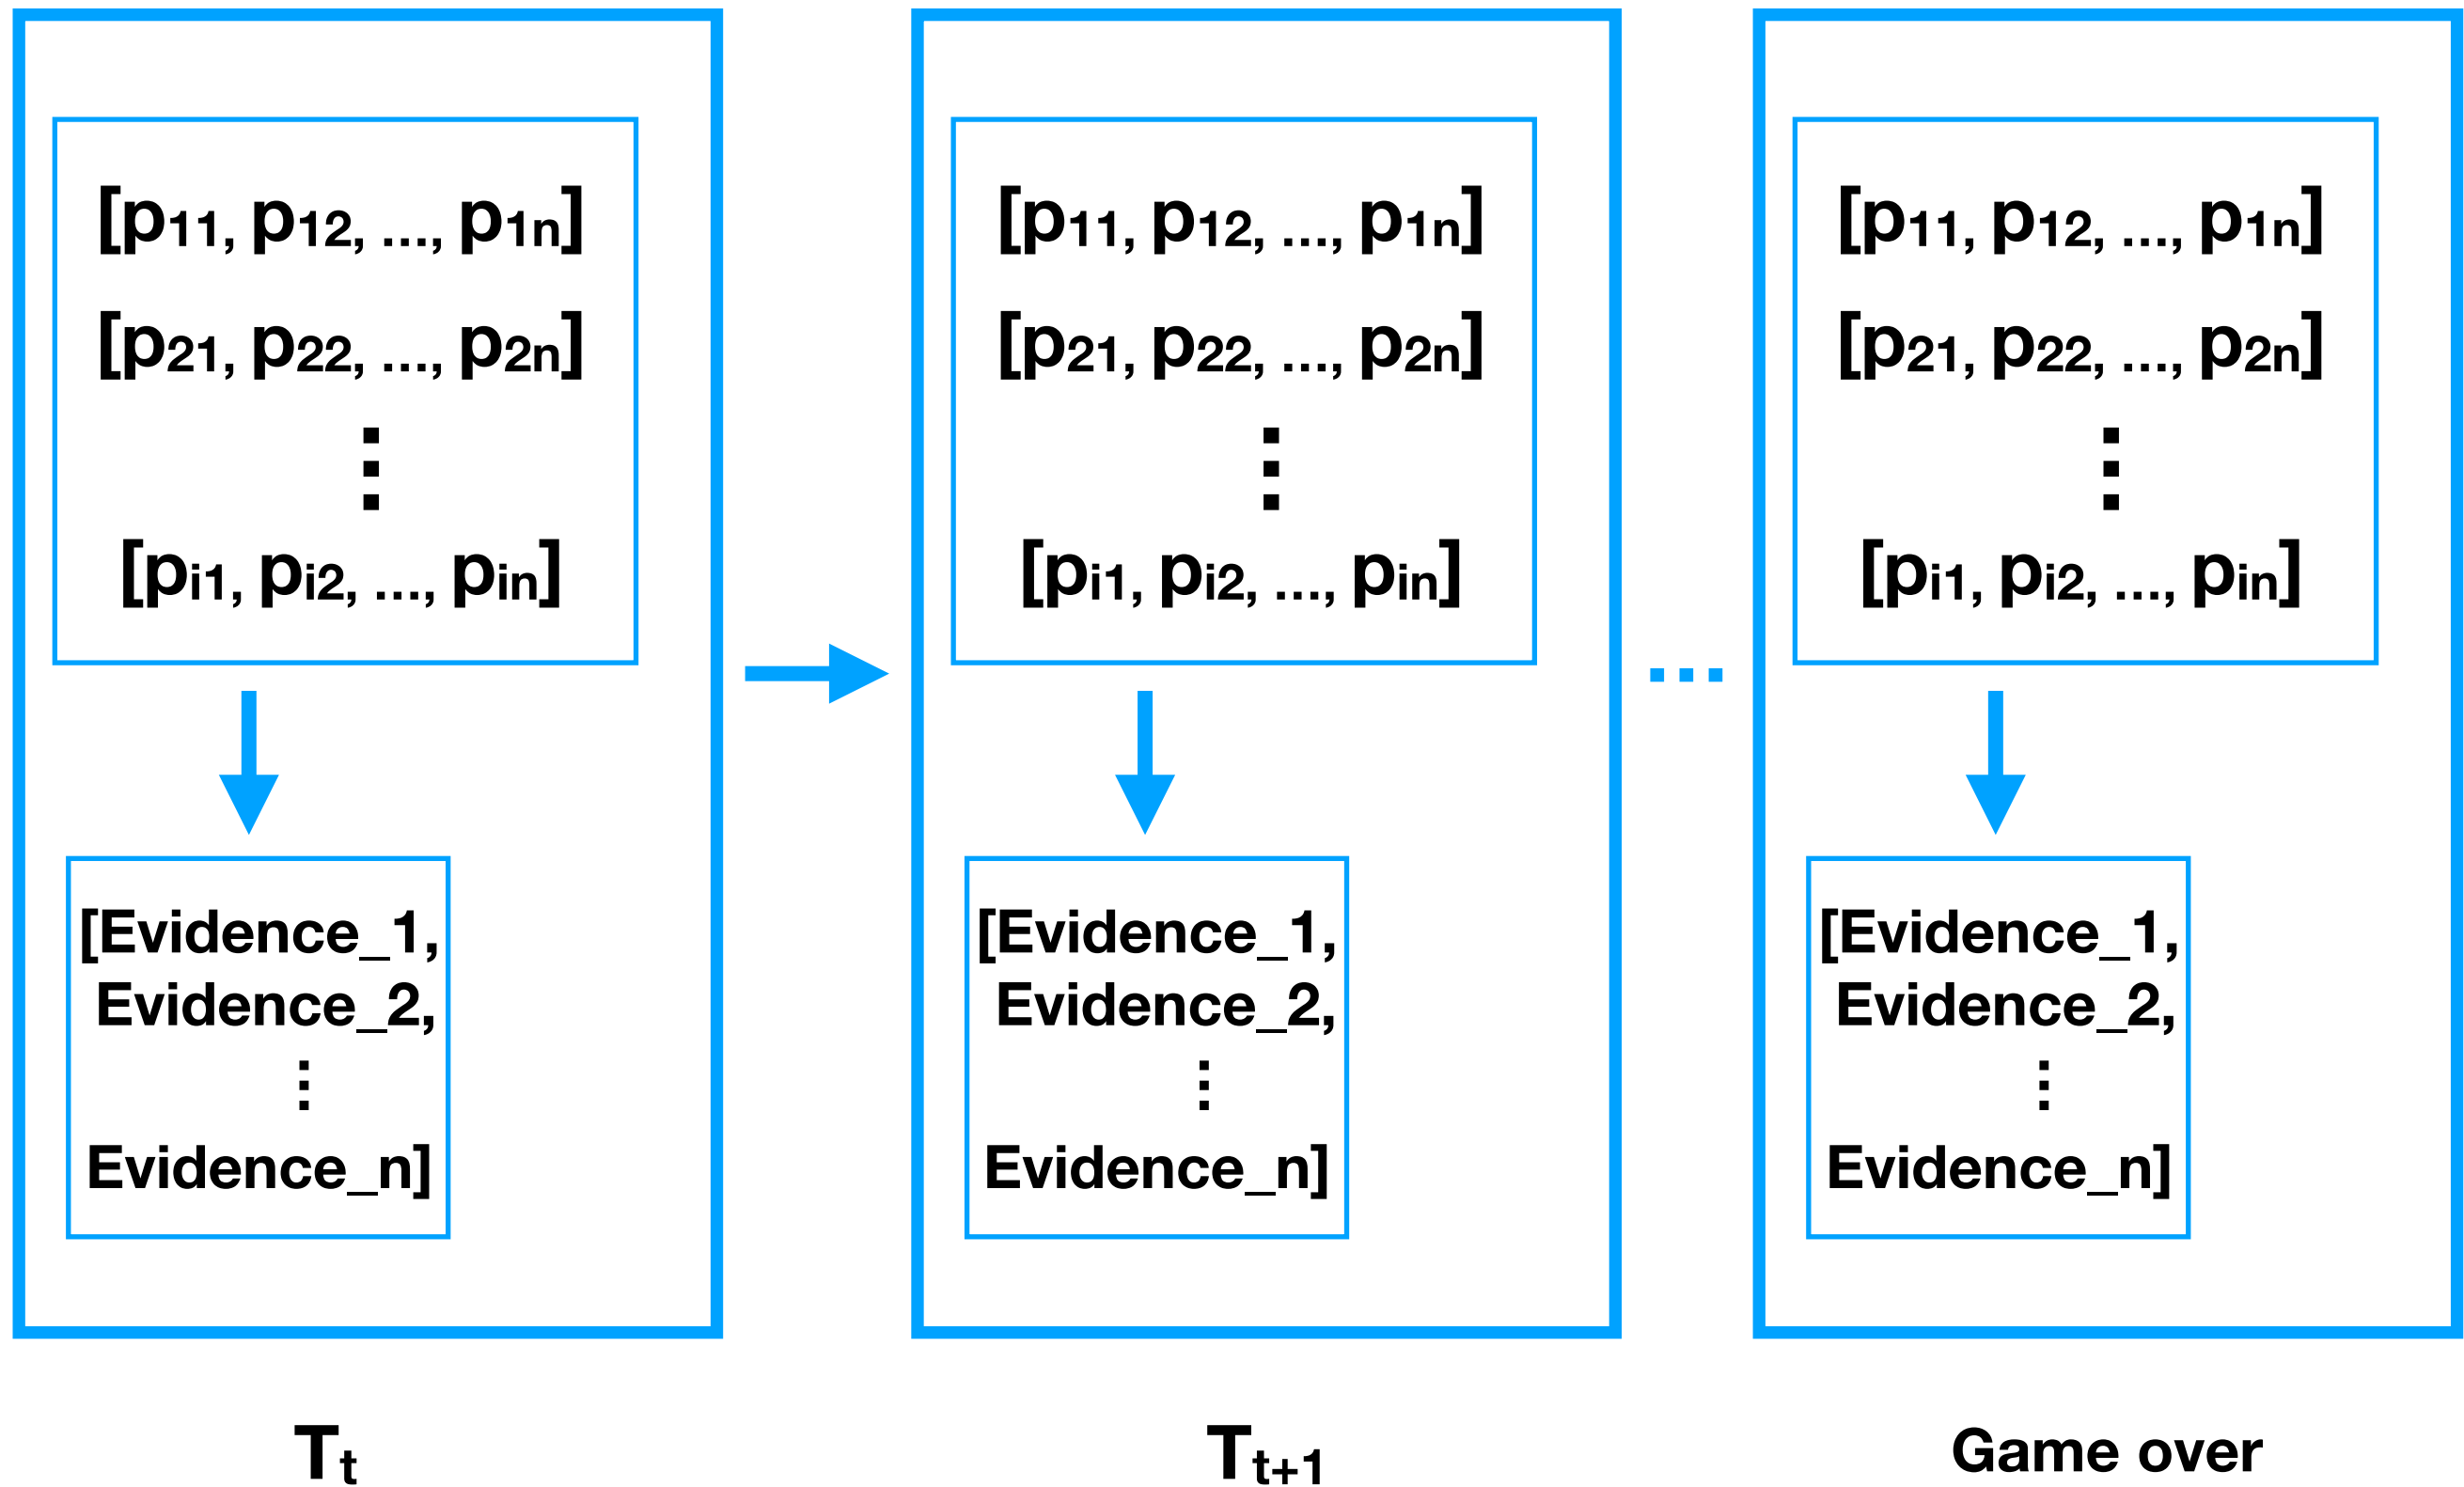 [p11, p12, ..., p1n]
[p21, p22, ..., p2n]
⋮
[pi1, pi2, ..., pin]
[Evidence_1,
Evidence_2,
⋮
Evidence_n]
Tt
[p11, p12, ..., p1n]
[p21, p22, ..., p2n]
⋮
[pi1, pi2, ..., pin]
[Evidence_1,
Evidence_2,
⋮
Evidence_n]
Tt+1
...
[p11, p12, ..., p1n]
[p21, p22, ..., p2n]
⋮
[pi1, pi2, ..., pin]
[Evidence_1,
Evidence_2,
⋮
Evidence_n]
Game over